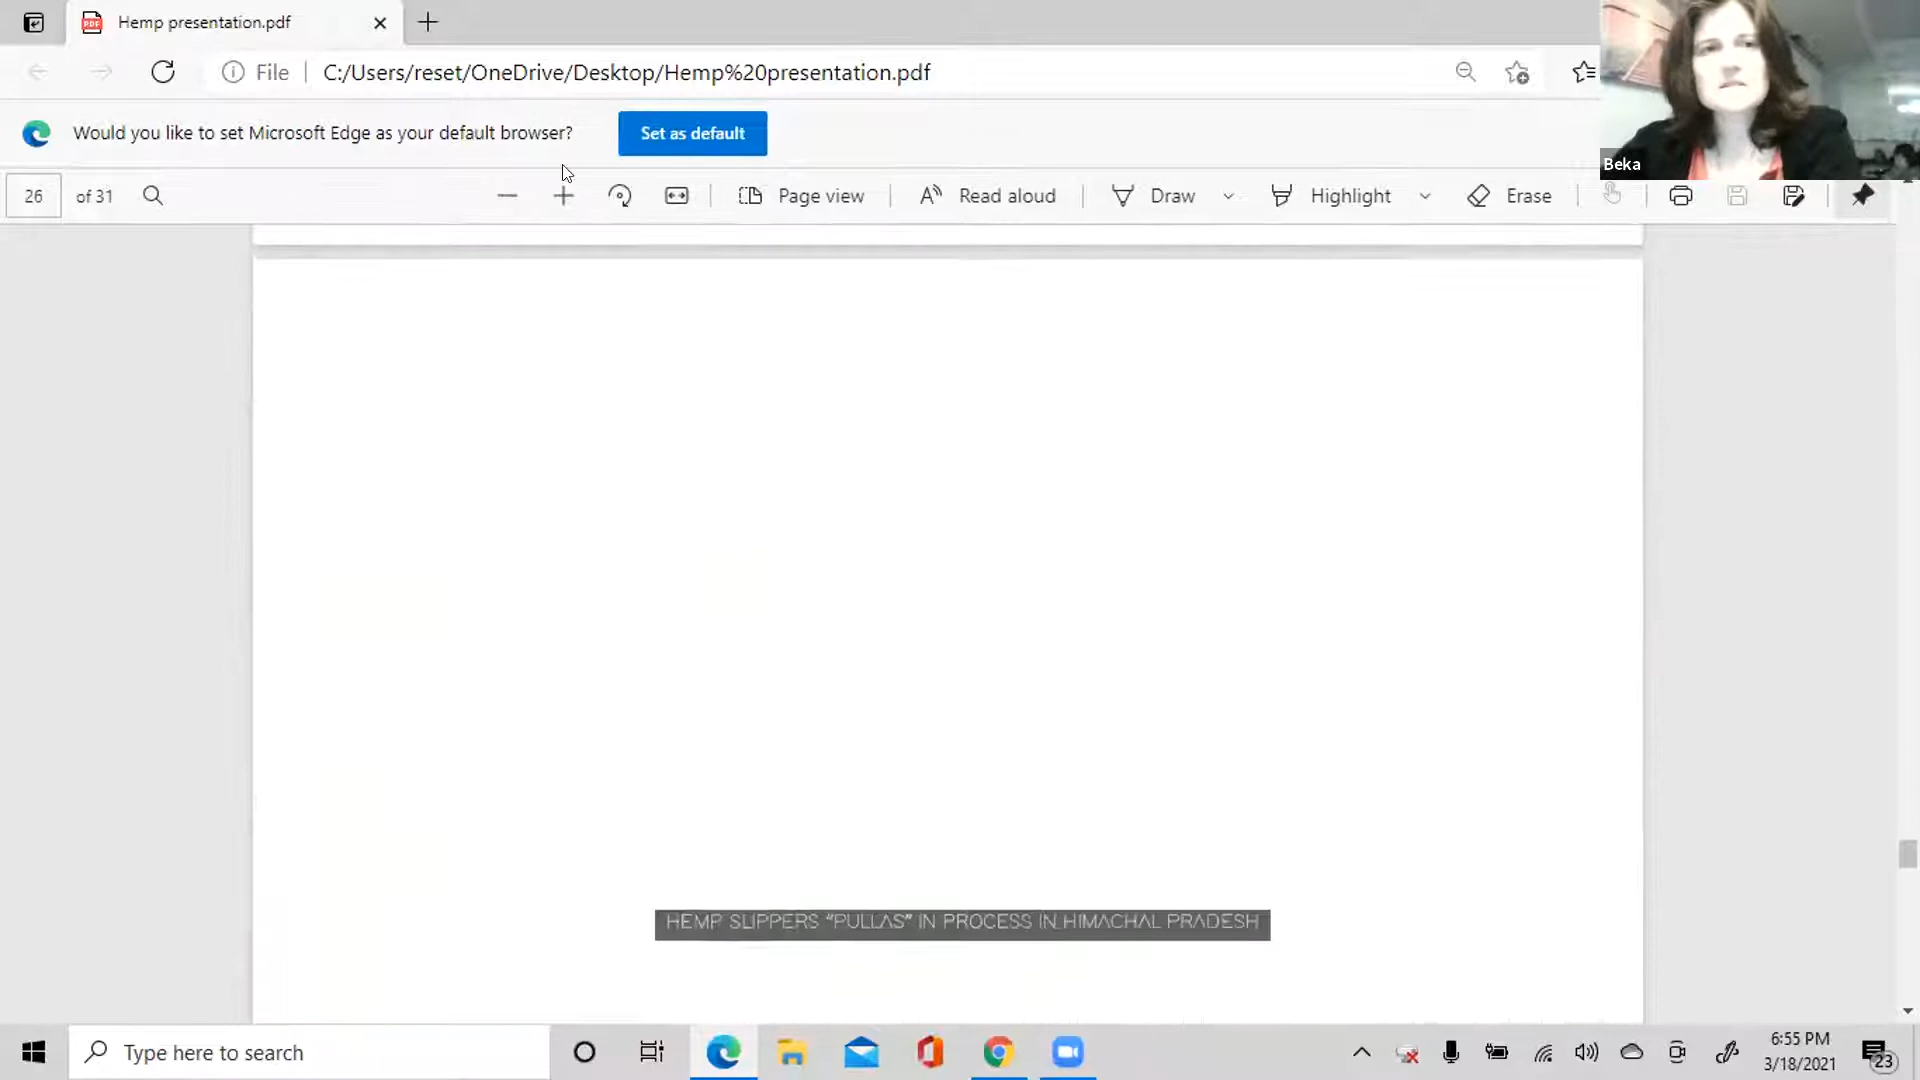 Hemp presentation.pdf
File
C:/Users/reset/OneDrive/Desktop/Hemp%20presentation.pdf
Would you like to set Microsoft Edge as your default browser?
Set as default
Beka
26
of 31
Page view
Read aloud
Draw
Highlight
Erase
HEMP SLIPPERS “PULLAS” IN PROCESS IN HIMACHAL PRADESH
Type here to search
6:55 PM
3/18/2021
23